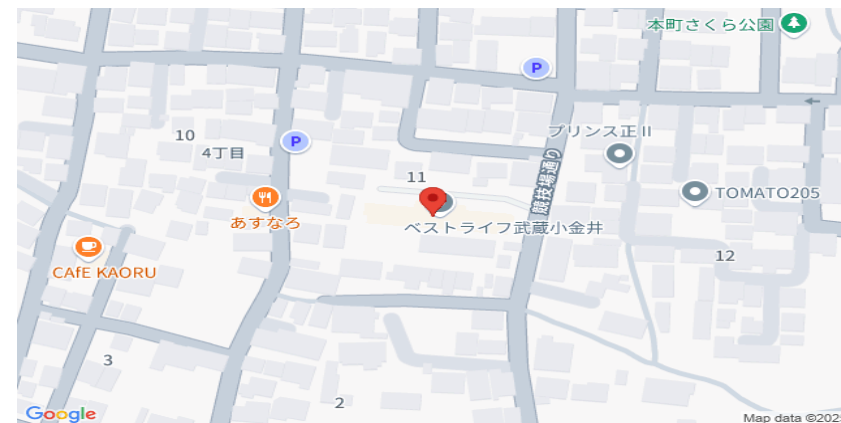 本町さくら公園
P
プリンス正Ⅱ
10
4丁目
P
11
競技場通り
TOMATO205
あすなろ
ベストライフ武蔵小金井
12
CAfE KAORU
3
2
Google
Map data ©202